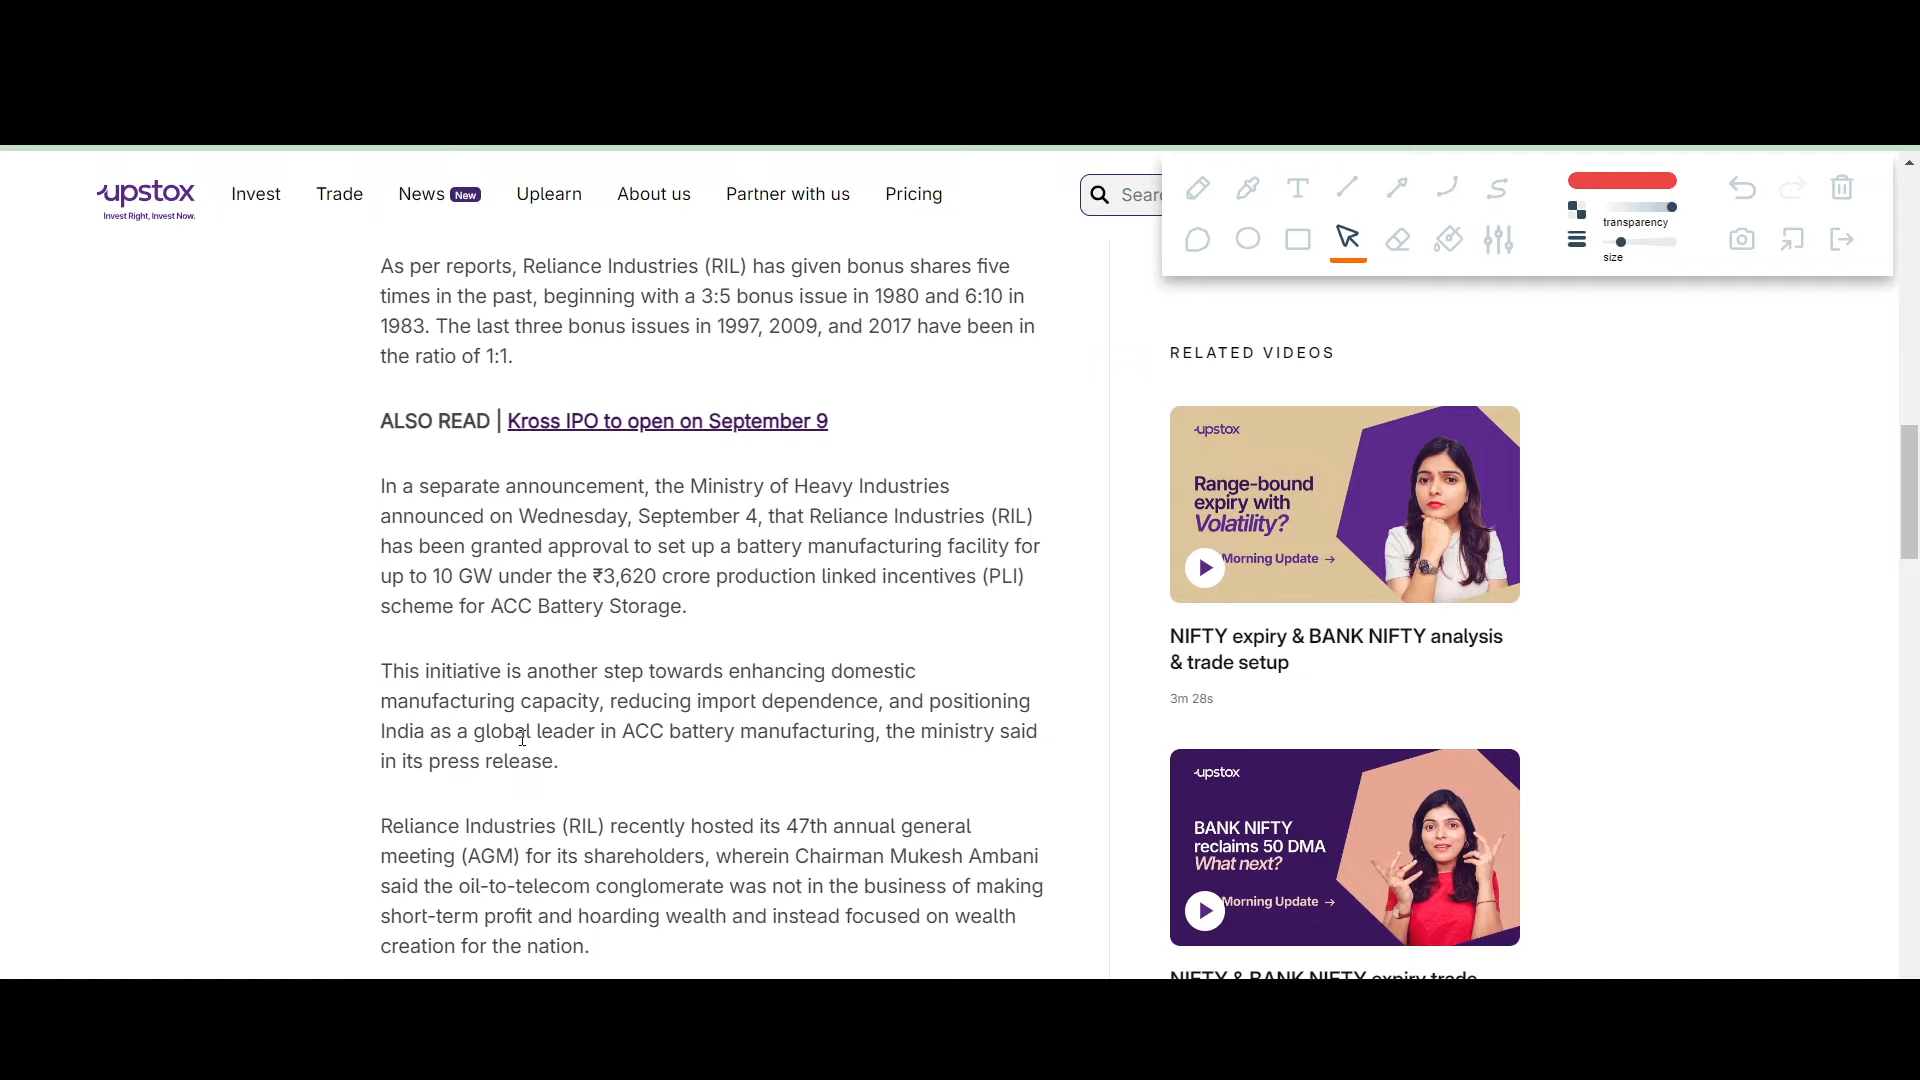 upstox
Invest Right, Invest Now.
Invest
Trade
News New
Uplearn
About us
Partner with us
Pricing
transparency
size
As per reports, Reliance Industries (RIL) has given bonus shares five
times in the past, beginning with a 3:5 bonus issue in 1980 and 6:10 in
1983. The last three bonus issues in 1997, 2009, and 2017 have been in
the ratio of 1:1.
ALSO READ | Kross IPO to open on September 9
In a separate announcement, the Ministry of Heavy Industries
announced on Wednesday, September 4, that Reliance Industries (RIL)
has been granted approval to set up a battery manufacturing facility for
up to 10 GW under the ₹3,620 crore production linked incentives (PLI)
scheme for ACC Battery Storage.
This initiative is another step towards enhancing domestic
manufacturing capacity, reducing import dependence, and positioning
India as a global leader in ACC battery manufacturing, the ministry said
in its press release.
Reliance Industries (RIL) recently hosted its 47th annual general
meeting (AGM) for its shareholders, wherein Chairman Mukesh Ambani
said the oil-to-telecom conglomerate was not in the business of making
short-term profit and hoarding wealth and instead focused on wealth
creation for the nation.
RELATED VIDEOS
upstox
Range-bound
expiry with
Volatility?
Morning Update →
NIFTY expiry & BANK NIFTY analysis
& trade setup
3m 28s
upstox
BANK NIFTY
reclaims 50 DMA
What next?
Morning Update →
NIFTY & BANK NIFTY expiry trade